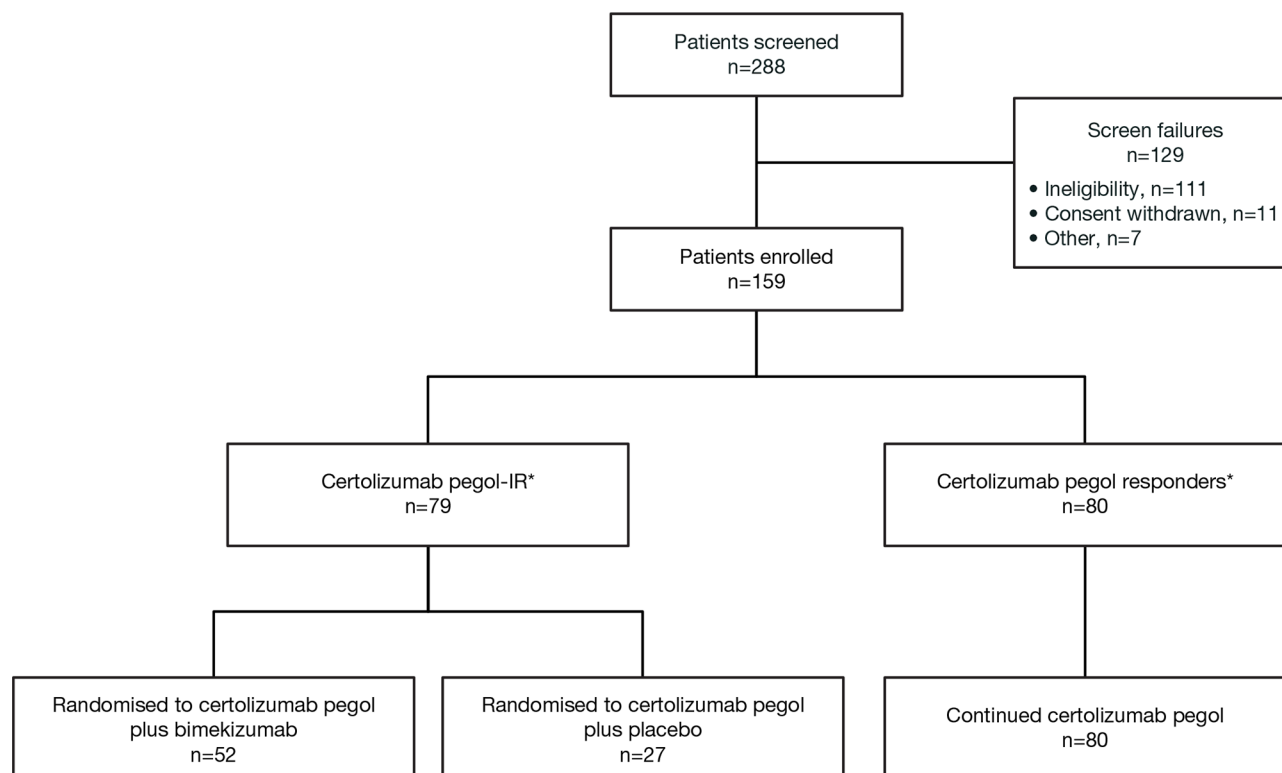 Patients screened
n=288
Screen failures
n=129
• Ineligibility, n=111
• Consent withdrawn, n=11
• Other, n=7
Patients enrolled
n=159
Certolizumab pegol-IR*
n=79
Certolizumab pegol responders*
n=80
Randomised to certolizumab pegol
plus bimekizumab
n=52
Randomised to certolizumab pegol
plus placebo
n=27
Continued certolizumab pegol
n=80